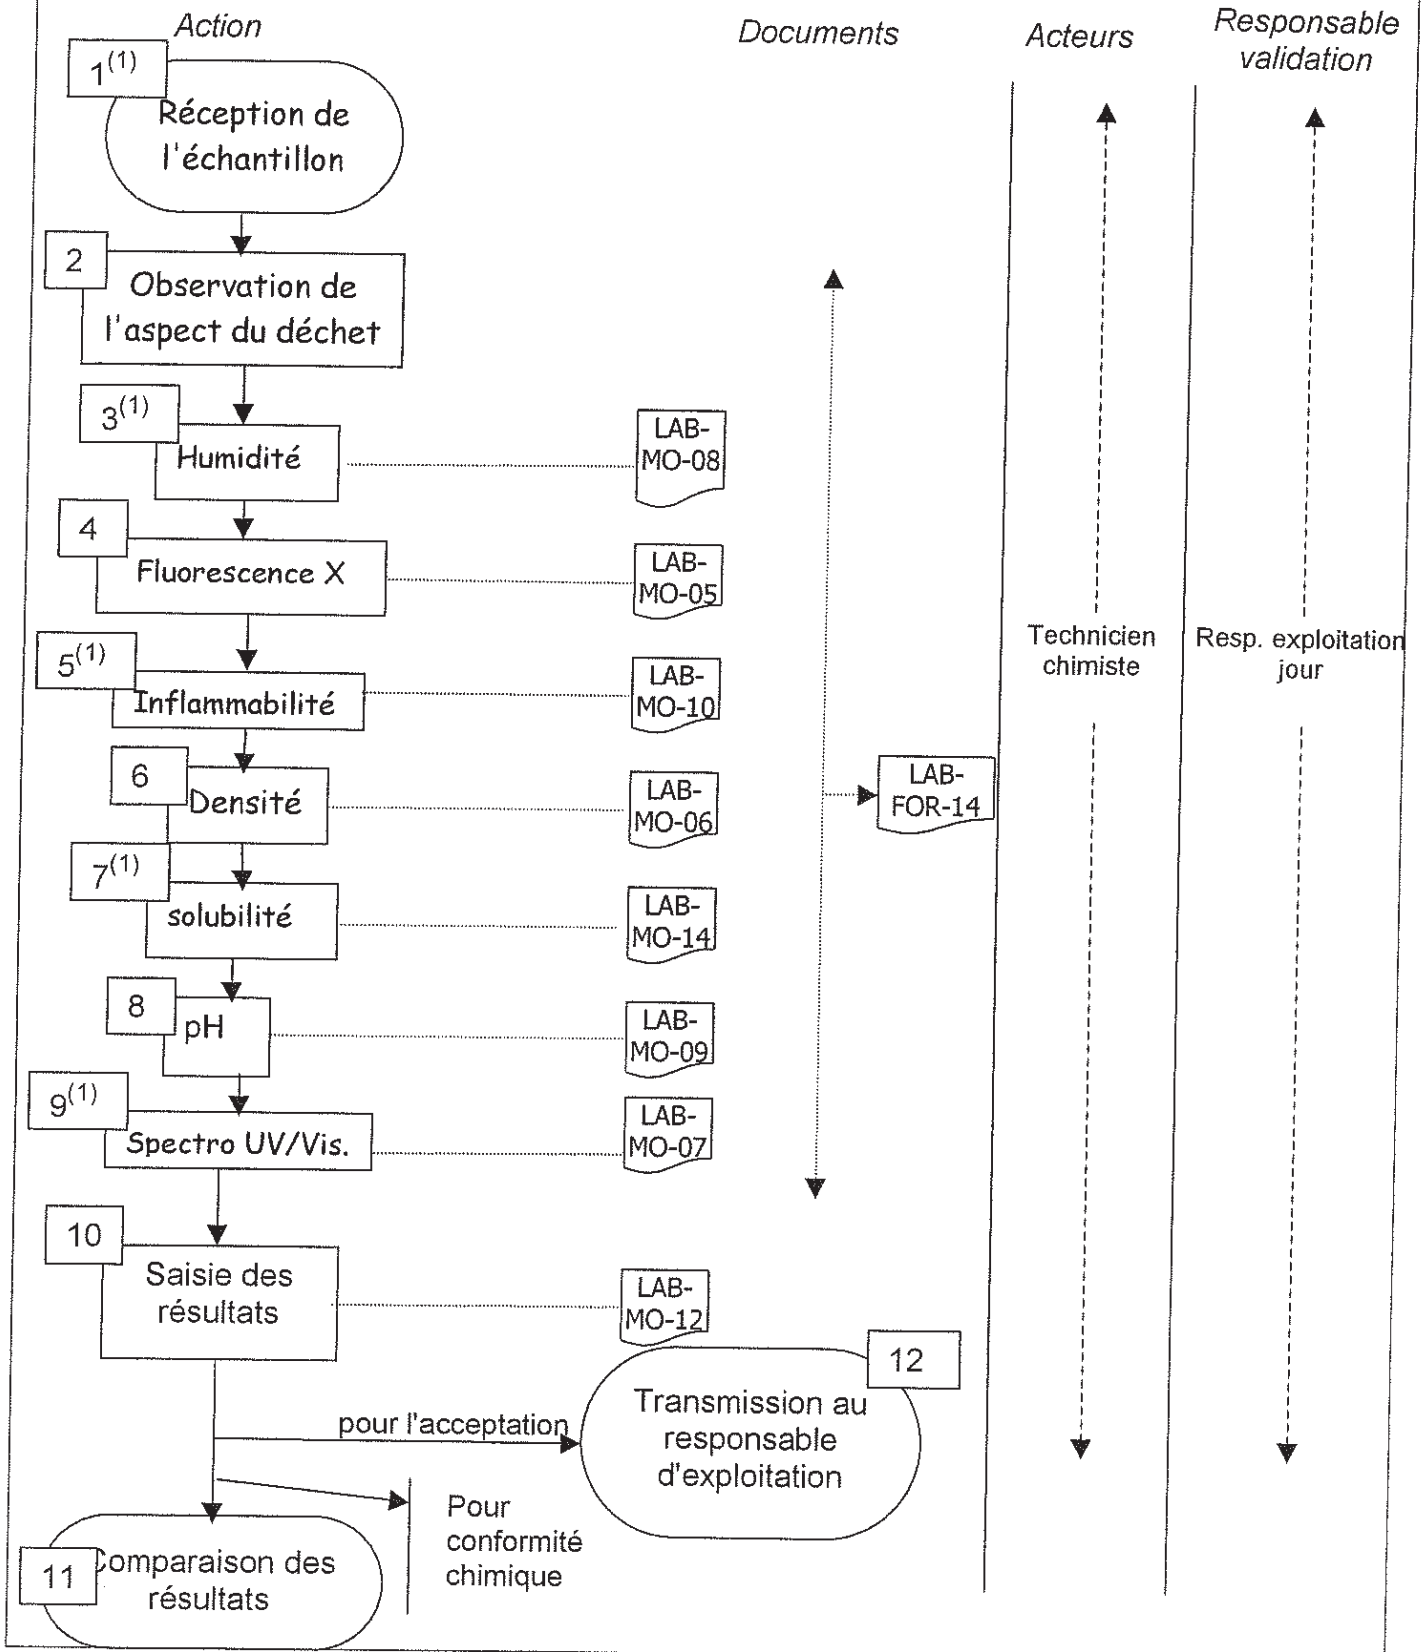 Action
Documents
Acteurs
Responsable
validation
1(1)
Réception de
l'échantillon
2
Observation de
l'aspect du déchet
3(1)
Humidité
LAB-
MO-08
4
Fluorescence X
LAB-
MO-05
5(1)
Inflammabilité
LAB-
MO-10
Technicien
chimiste
Resp. exploitation
jour
6
Densité
LAB-
MO-06
LAB-
FOR-14
7(1)
solubilité
LAB-
MO-14
8
pH
LAB-
MO-09
9(1)
Spectro UV/Vis.
LAB-
MO-07
10
Saisie des
résultats
LAB-
MO-12
12
Transmission au
responsable
d'exploitation
pour l'acceptation
Pour
conformité
chimique
11
Comparaison des
résultats